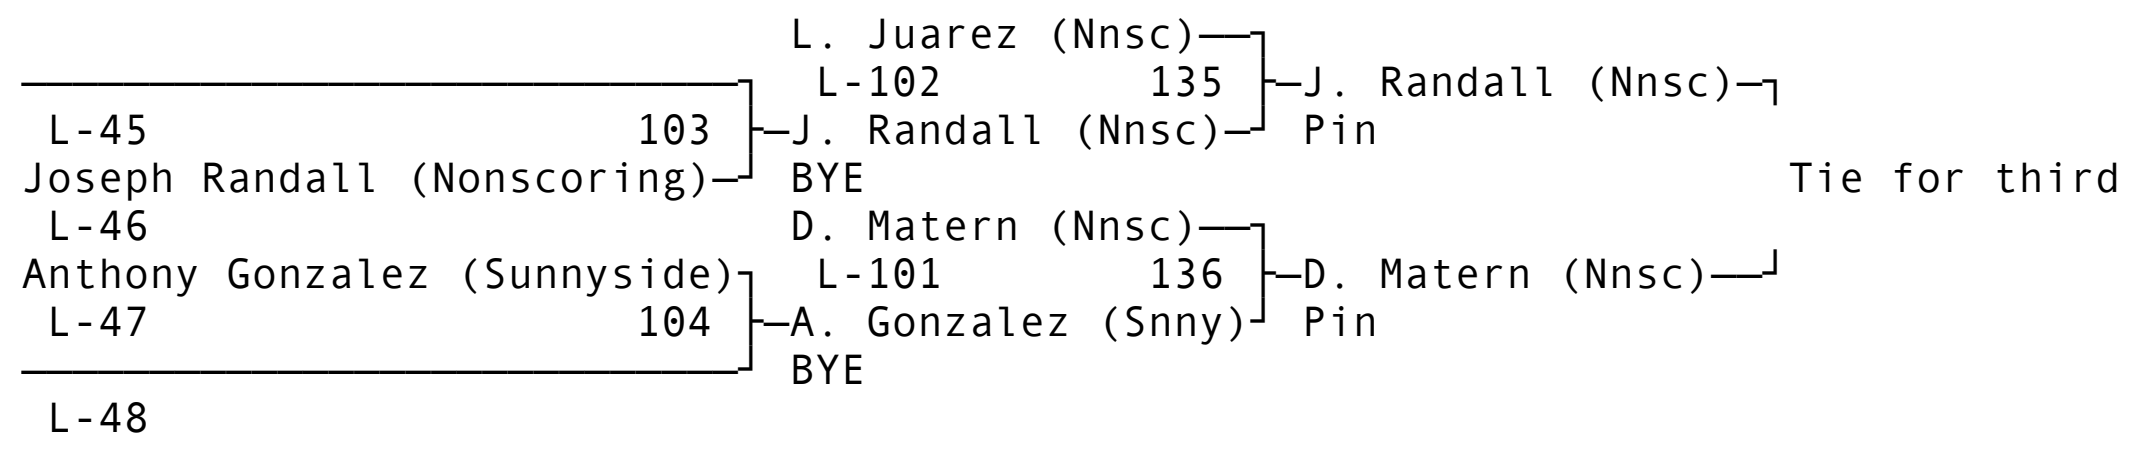 L. Juarez (Nnsc)
L-102 135 J. Randall (Nnsc)
L-45 103 J. Randall (Nnsc) Pin
Joseph Randall (Nonscoring) BYE Tie for third
L-46 D. Matern (Nnsc)
Anthony Gonzalez (Sunnyside) L-101 136 D. Matern (Nnsc)
L-47 104 A. Gonzalez (Snny) Pin
BYE
L-48